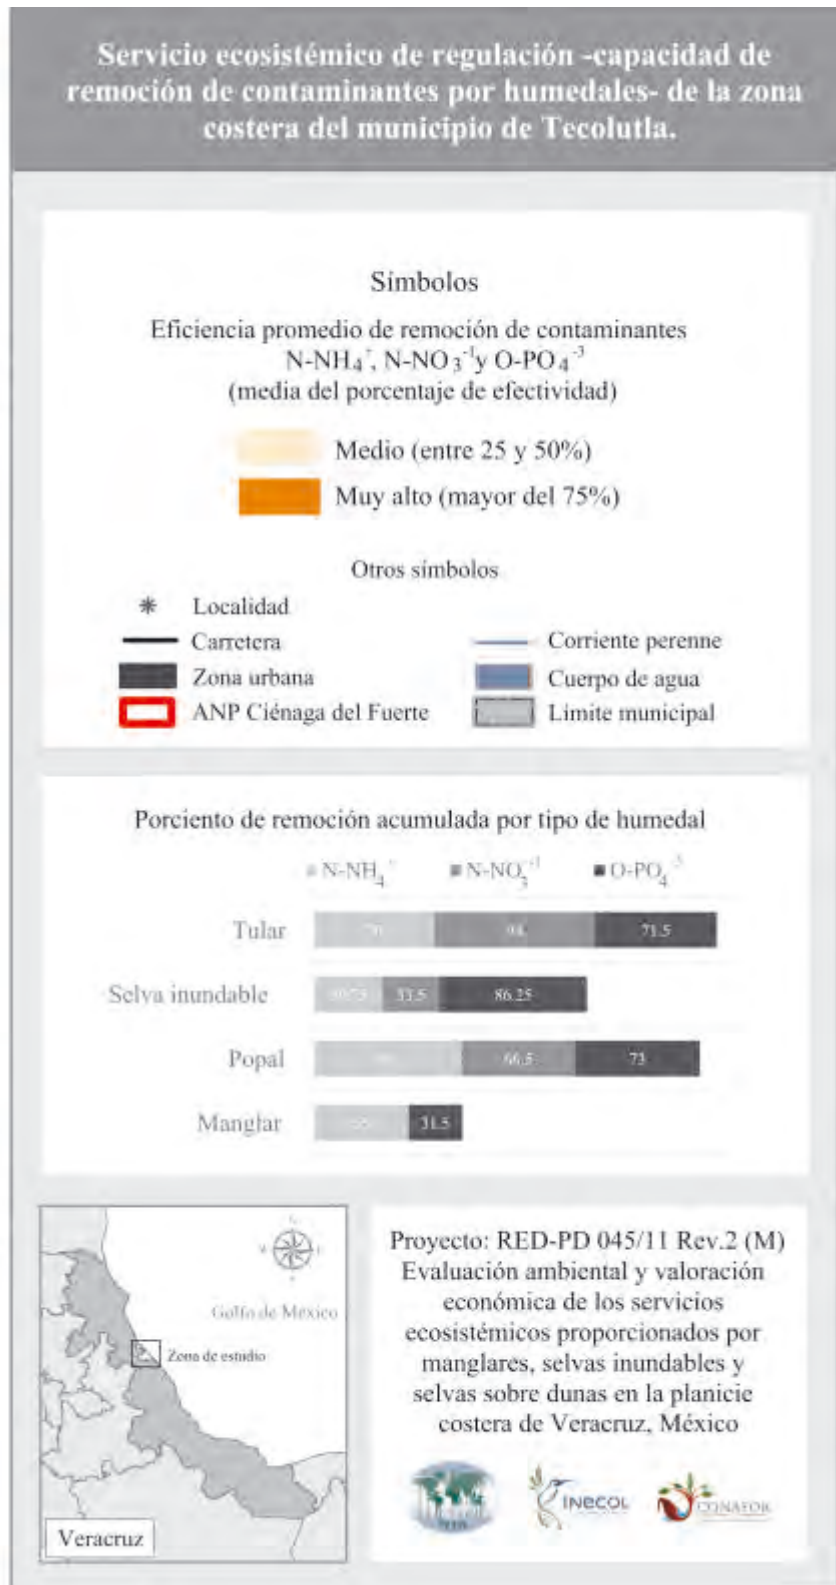 Servicio ecosistémico de regulación -capacidad de
remoción de contaminantes por humedales- de la zona
costera del municipio de Tecolutla.
Símbolos
Eficiencia promedio de remoción de contaminantes
N-NH₄⁺, N-NO₃⁻¹y O-PO₄⁻³
(media del porcentaje de efectividad)
Medio (entre 25 y 50%)
Muy alto (mayor del 75%)
Otros símbolos
Localidad
Carretera
Zona urbana
ANP Ciénaga del Fuerte
Corriente perenne
Cuerpo de agua
Límite municipal
Porciento de remoción acumulada por tipo de humedal
N-NH₄ N-NO₃⁻¹ O-PO₄⁻³
Tular 71.5
Selva inundable 33.5 86.25
Popal 66.5 73
Manglar 31.5
Golfo de México
Zona de estudio
Veracruz
Proyecto: RED-PD 045/11 Rev.2 (M)
Evaluación ambiental y valoración
económica de los servicios
ecosistémicos proporcionados por
manglares, selvas inundables y
selvas sobre dunas en la planicie
costera de Veracruz, México
INECOL
CONAFOR